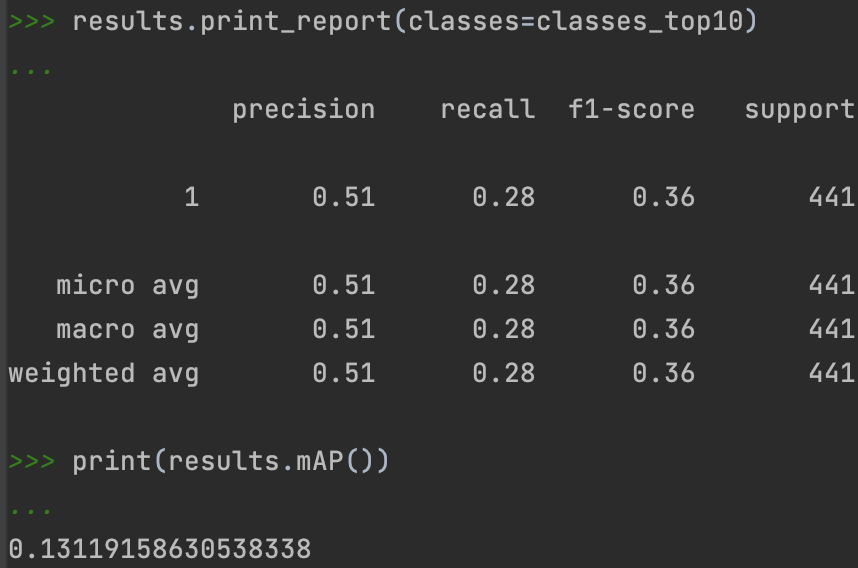 >>> results.print_report(classes=classes_top10)
...
precision recall f1-score support
1 0.51 0.28 0.36 441
micro avg 0.51 0.28 0.36 441
macro avg 0.51 0.28 0.36 441
weighted avg 0.51 0.28 0.36 441
>>> print(results.mAP())
...
0.13119158630538338